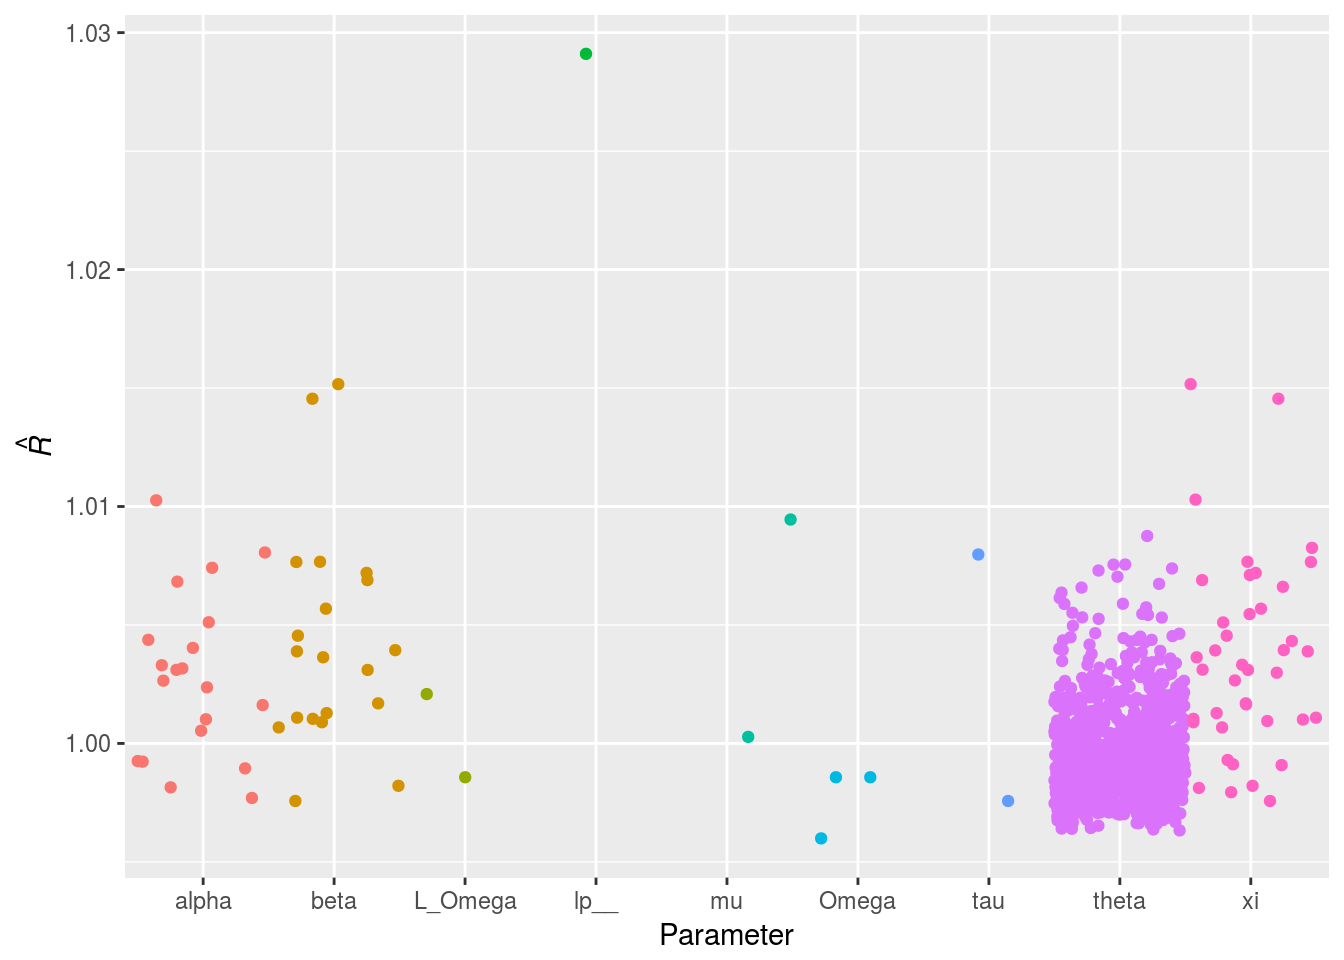 1.03
1.02
1.01
1.00
R̂
alpha beta L_Omega lp__ mu Omega tau theta xi
Parameter